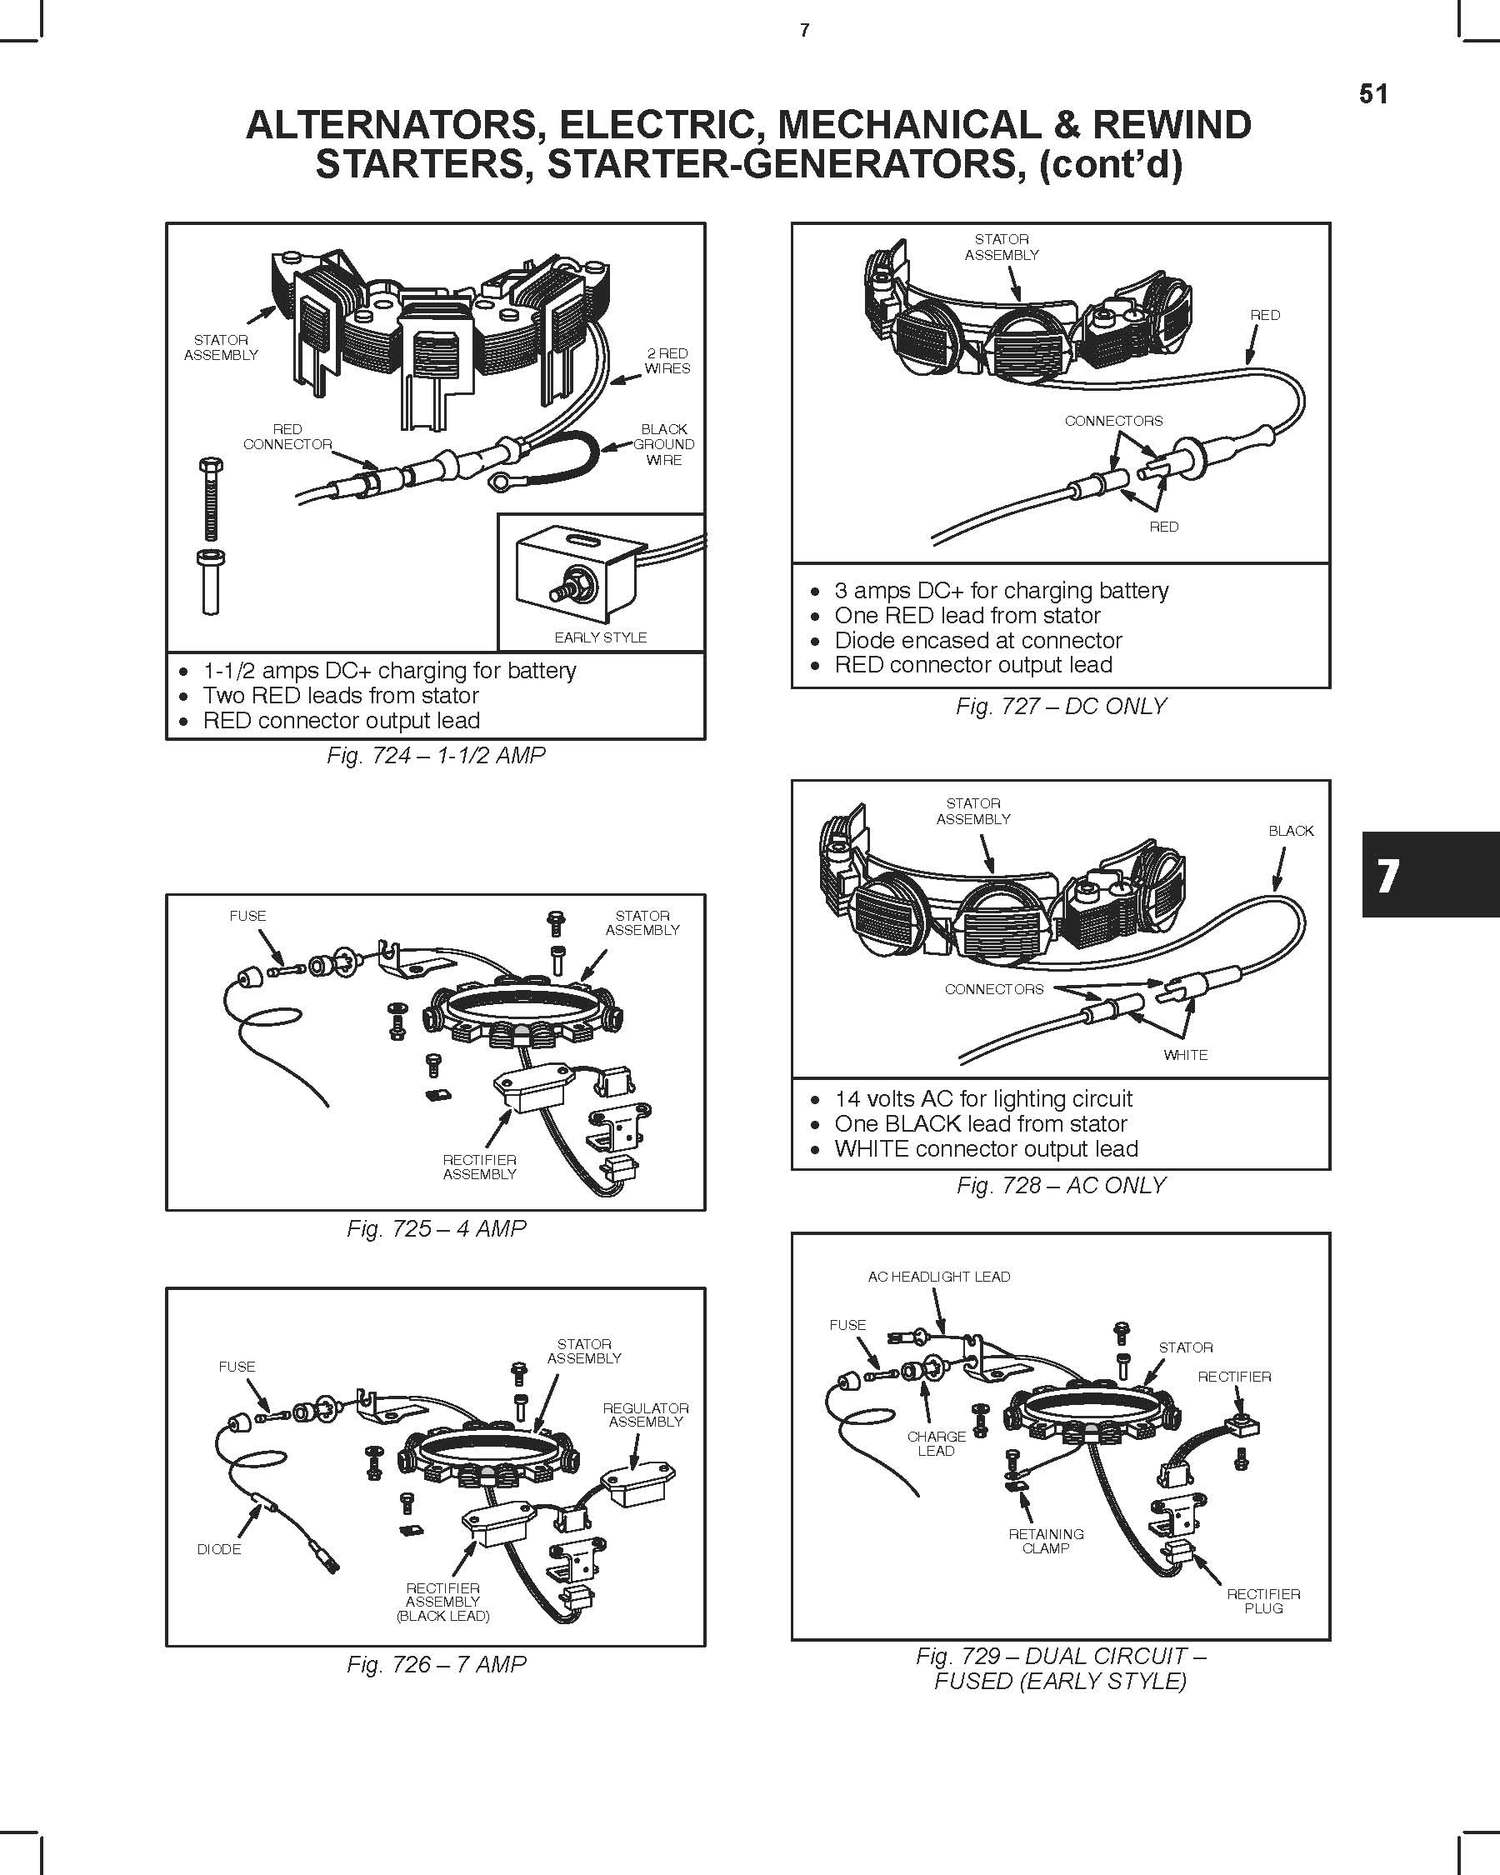 7
51
ALTERNATORS, ELECTRIC, MECHANICAL & REWIND
STARTERS, STARTER-GENERATORS, (cont’d)
STATOR
ASSEMBLY
2 RED
WIRES
RED
CONNECTOR
BLACK
GROUND
WIRE
EARLY STYLE
• 1-1/2 amps DC+ charging for battery
• Two RED leads from stator
• RED connector output lead
Fig. 724 – 1-1/2 AMP
FUSE
STATOR
ASSEMBLY
RECTIFIER
ASSEMBLY
Fig. 725 – 4 AMP
STATOR
ASSEMBLY
FUSE
REGULATOR
ASSEMBLY
DIODE
RECTIFIER
ASSEMBLY
(BLACK LEAD)
Fig. 726 – 7 AMP
STATOR
ASSEMBLY
RED
CONNECTORS
RED
• 3 amps DC+ for charging battery
• One RED lead from stator
• Diode encased at connector
• RED connector output lead
Fig. 727 – DC ONLY
STATOR
ASSEMBLY
BLACK
CONNECTORS
WHITE
• 14 volts AC for lighting circuit
• One BLACK lead from stator
• WHITE connector output lead
Fig. 728 – AC ONLY
7
AC HEADLIGHT LEAD
FUSE
STATOR
RECTIFIER
CHARGE
LEAD
RETAINING
CLAMP
RECTIFIER
PLUG
Fig. 729 – DUAL CIRCUIT –
FUSED (EARLY STYLE)